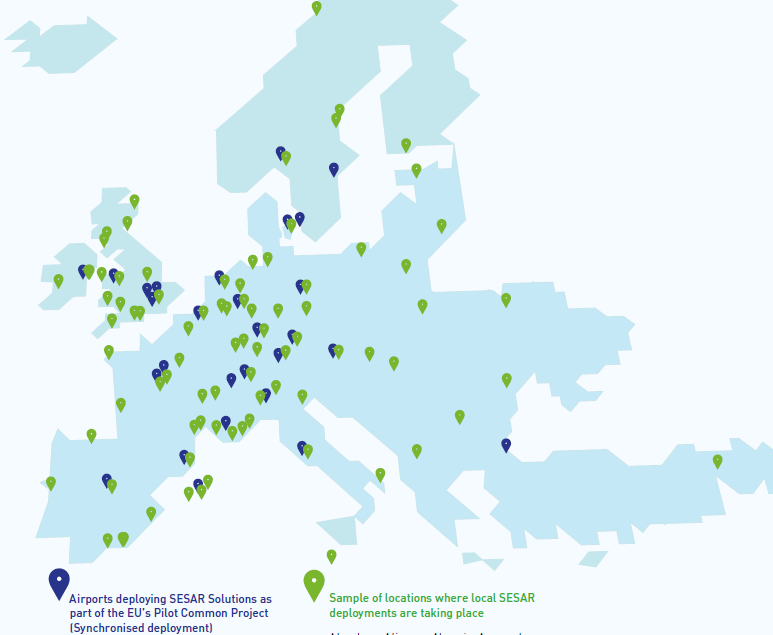 Airports deploying SESAR Solutions as
part of the EU's Pilot Common Project
(Synchronised deployment)
Sample of locations where local SESAR
deployments are taking place